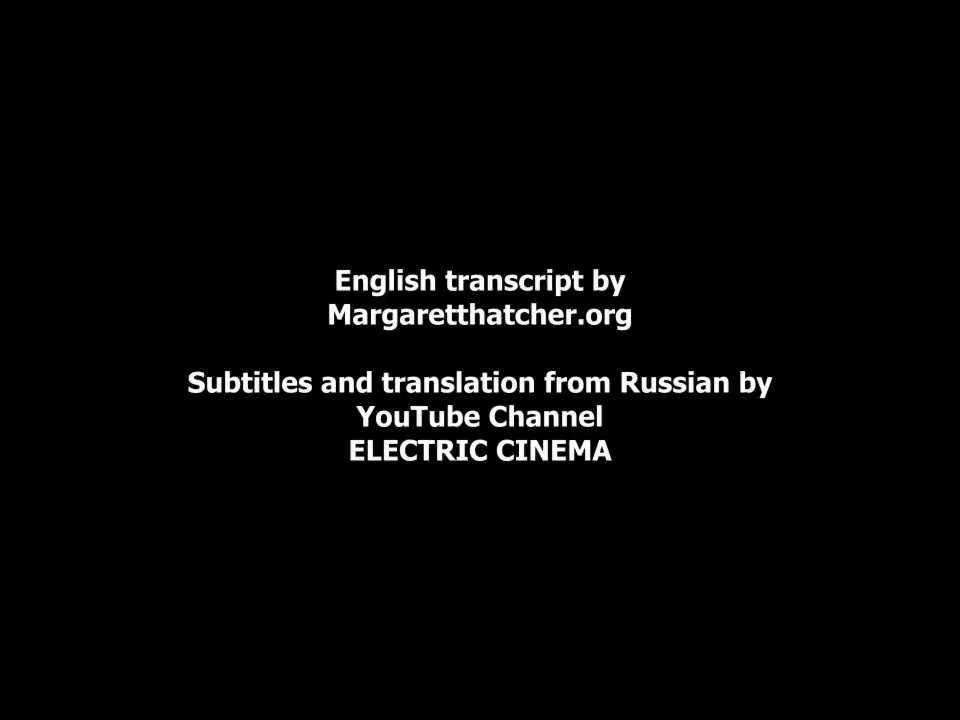 English transcript by
Margaretthatcher.org
Subtitles and translation from Russian by
YouTube Channel
ELECTRIC CINEMA